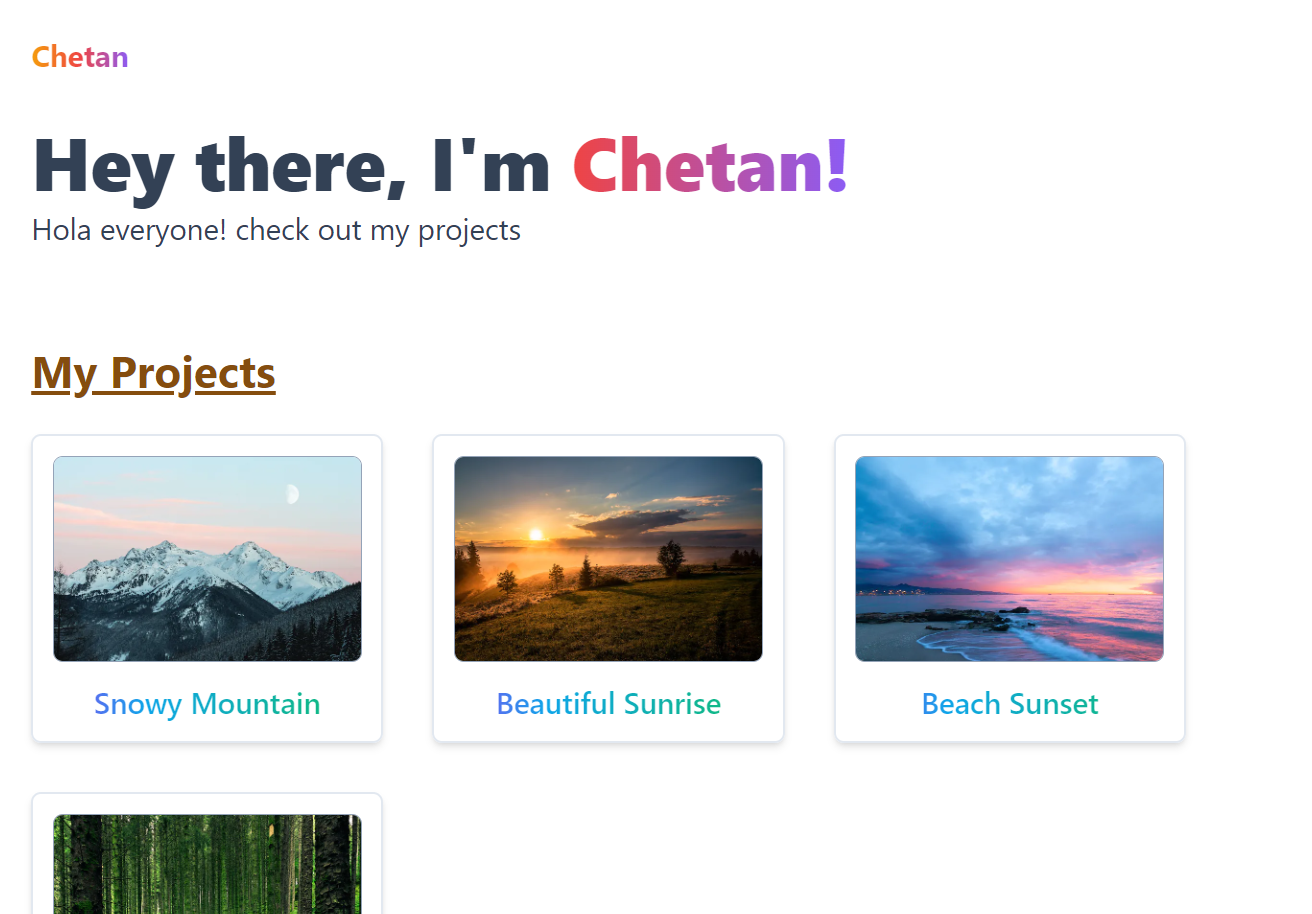 Chetan
Hey there, I'm Chetan!
Hola everyone! check out my projects
My Projects
Snowy Mountain
Beautiful Sunrise
Beach Sunset